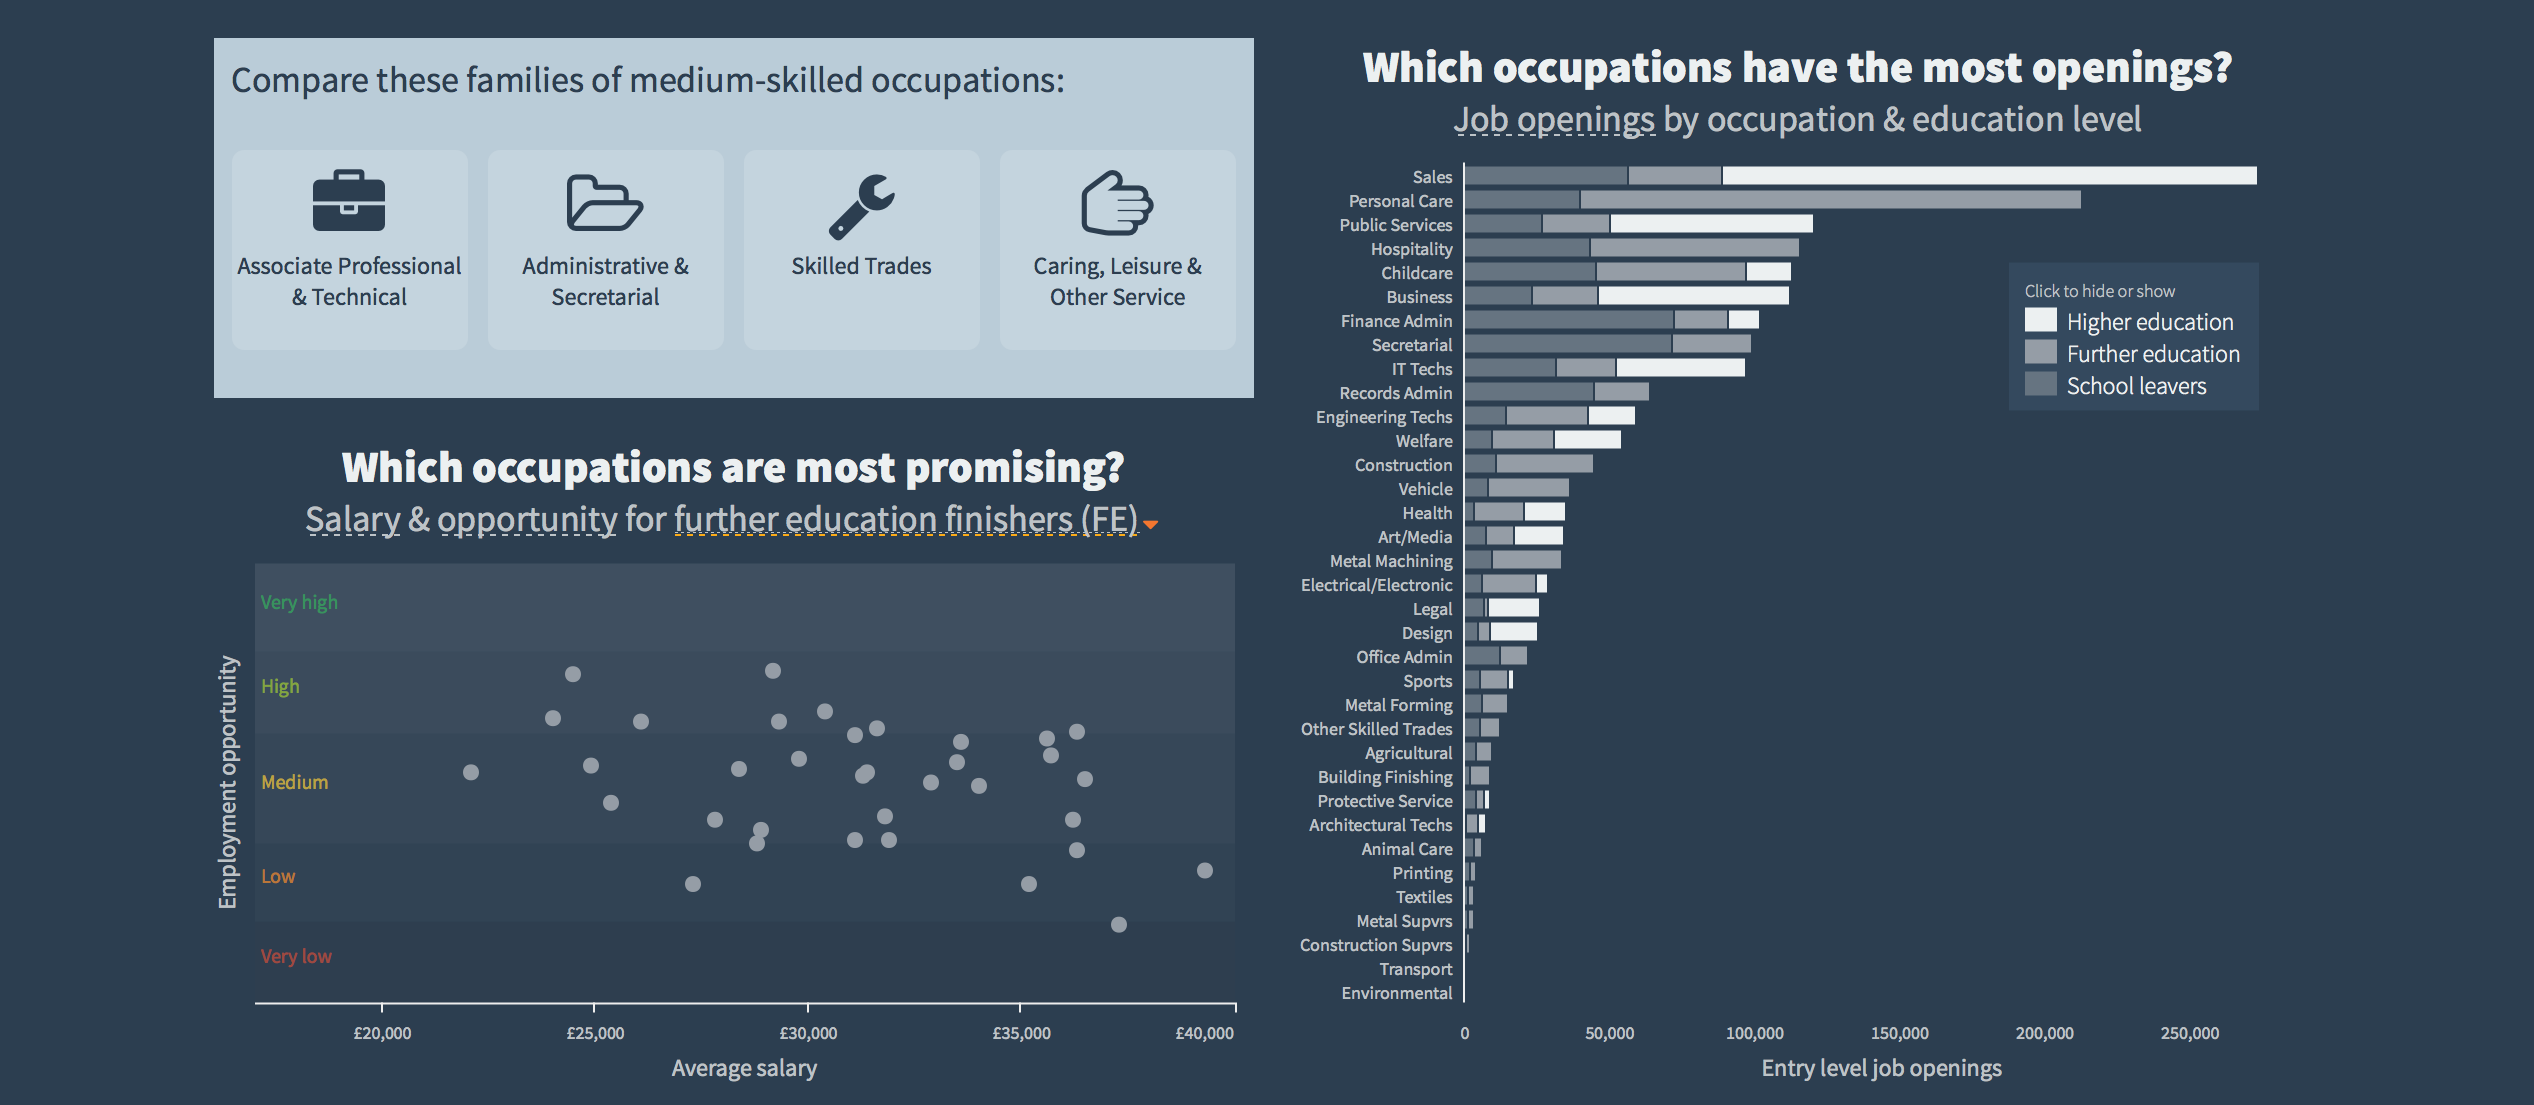 Compare these families of medium-skilled occupations:
Associate Professional
& Technical
Administrative &
Secretarial
Skilled Trades
Caring, Leisure &
Other Service
Which occupations are most promising?
Salary & opportunity for further education finishers (FE)
Employment opportunity
Very high
High
Medium
Low
Very low
£20,000
£25,000
£30,000
£35,000
£40,000
Average salary
Which occupations have the most openings?
Job openings by occupation & education level
Sales
Personal Care
Public Services
Hospitality
Childcare
Business
Finance Admin
Secretarial
IT Techs
Records Admin
Engineering Techs
Welfare
Construction
Vehicle
Health
Art/Media
Metal Machining
Electrical/Electronic
Legal
Design
Office Admin
Sports
Metal Forming
Other Skilled Trades
Agricultural
Building Finishing
Protective Service
Architectural Techs
Animal Care
Printing
Textiles
Metal Supvrs
Construction Supvrs
Transport
Environmental
Click to hide or show
Higher education
Further education
School leavers
0
50,000
100,000
150,000
200,000
250,000
Entry level job openings